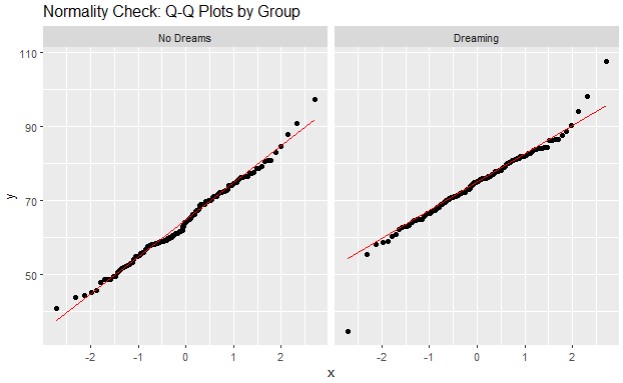 Normality Check: Q-Q Plots by Group
No Dreams
Dreaming
110
90
70
50
y
-2 -1 0 1 2
-2 -1 0 1 2
x